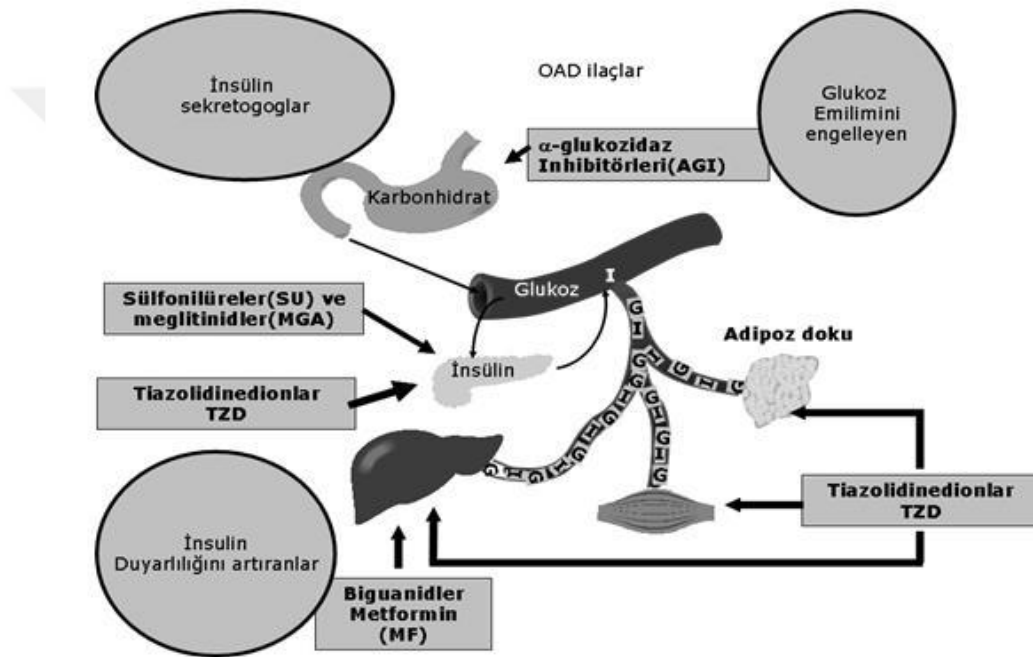 İnsülin
sekretogoglar
OAD ilaçlar
Glukoz
Emilimini
engelleyen
α-glukozidaz
Inhibitörleri(AGI)
Karbonhidrat
Glukoz
I
Sülfonilüreler(SU) ve
meglitinidler(MGA)
İnsülin
Adipoz doku
Tiazolidinedionlar
TZD
G
I
G
I
G
I
G
I
G
G
I
G
I
G
G
I
G
I
G
I
G
I
G
Tiazolidinedionlar
TZD
İnsulin
Duyarlılığını artıranlar
Biguanidler
Metformin
(MF)